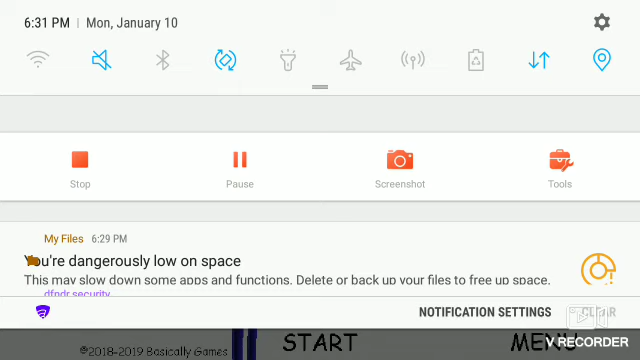 6:31 PM | Mon, January 10
Stop Pause Screenshot Tools
My Files 6:29 PM
You're dangerously low on space
This may slow down some apps and functions. Delete or back up your files to free up space.
dfndr security
NOTIFICATION SETTINGS CLEAR
©2018-2019 Basically Games START MENU
V RECORDER